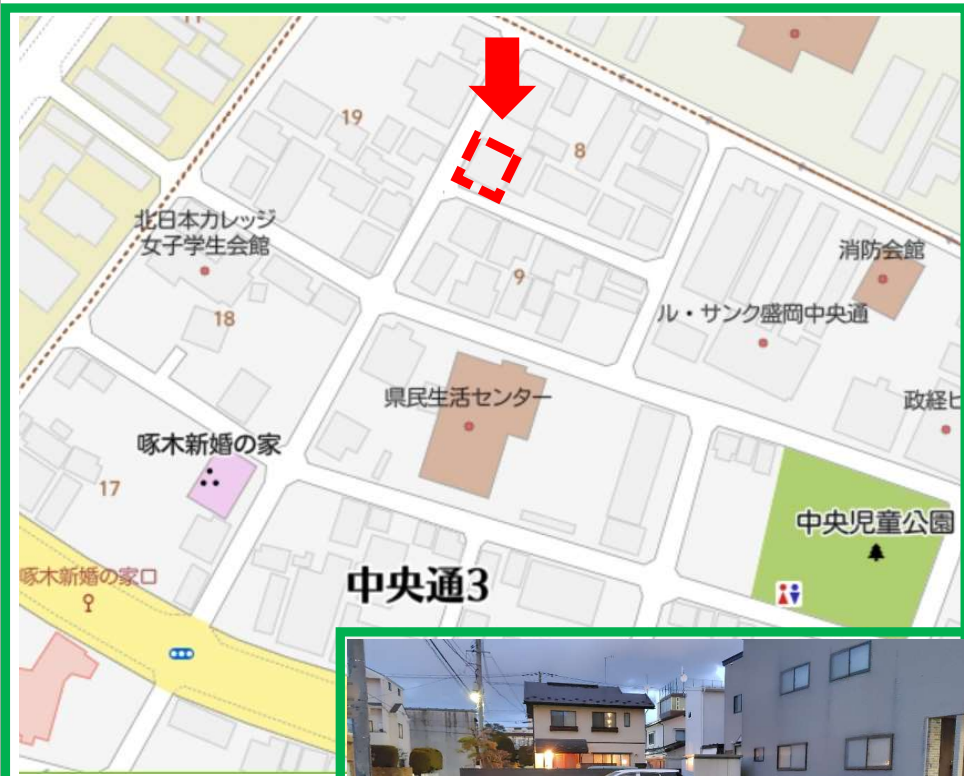 19
8
北日本カレッジ
女子学生会館
消防会館
9
ル・サンク盛岡中央通
18
県民生活センター
政経ビ
啄木新婚の家
17
中央児童公園
啄木新婚の家口
中央通3